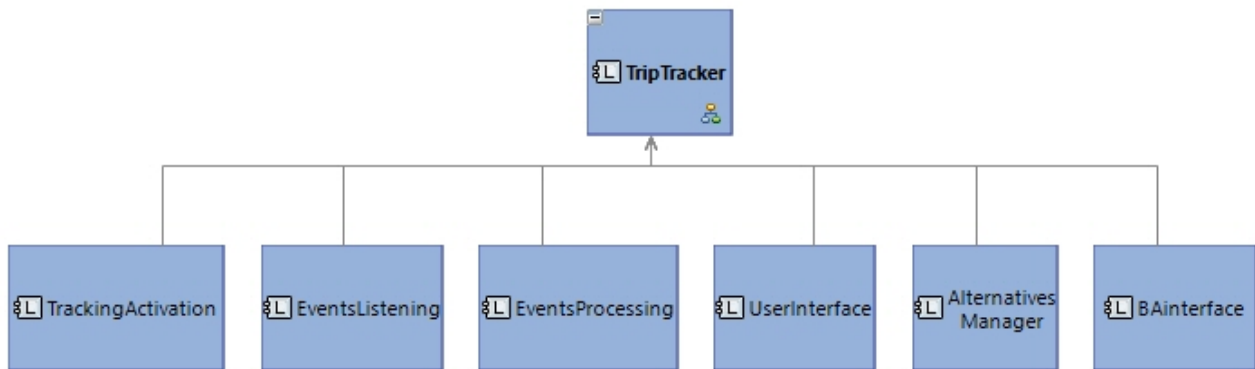 TripTracker
TrackingActivation
EventsListening
EventsProcessing
UserInterface
Alternatives
Manager
BAinterface